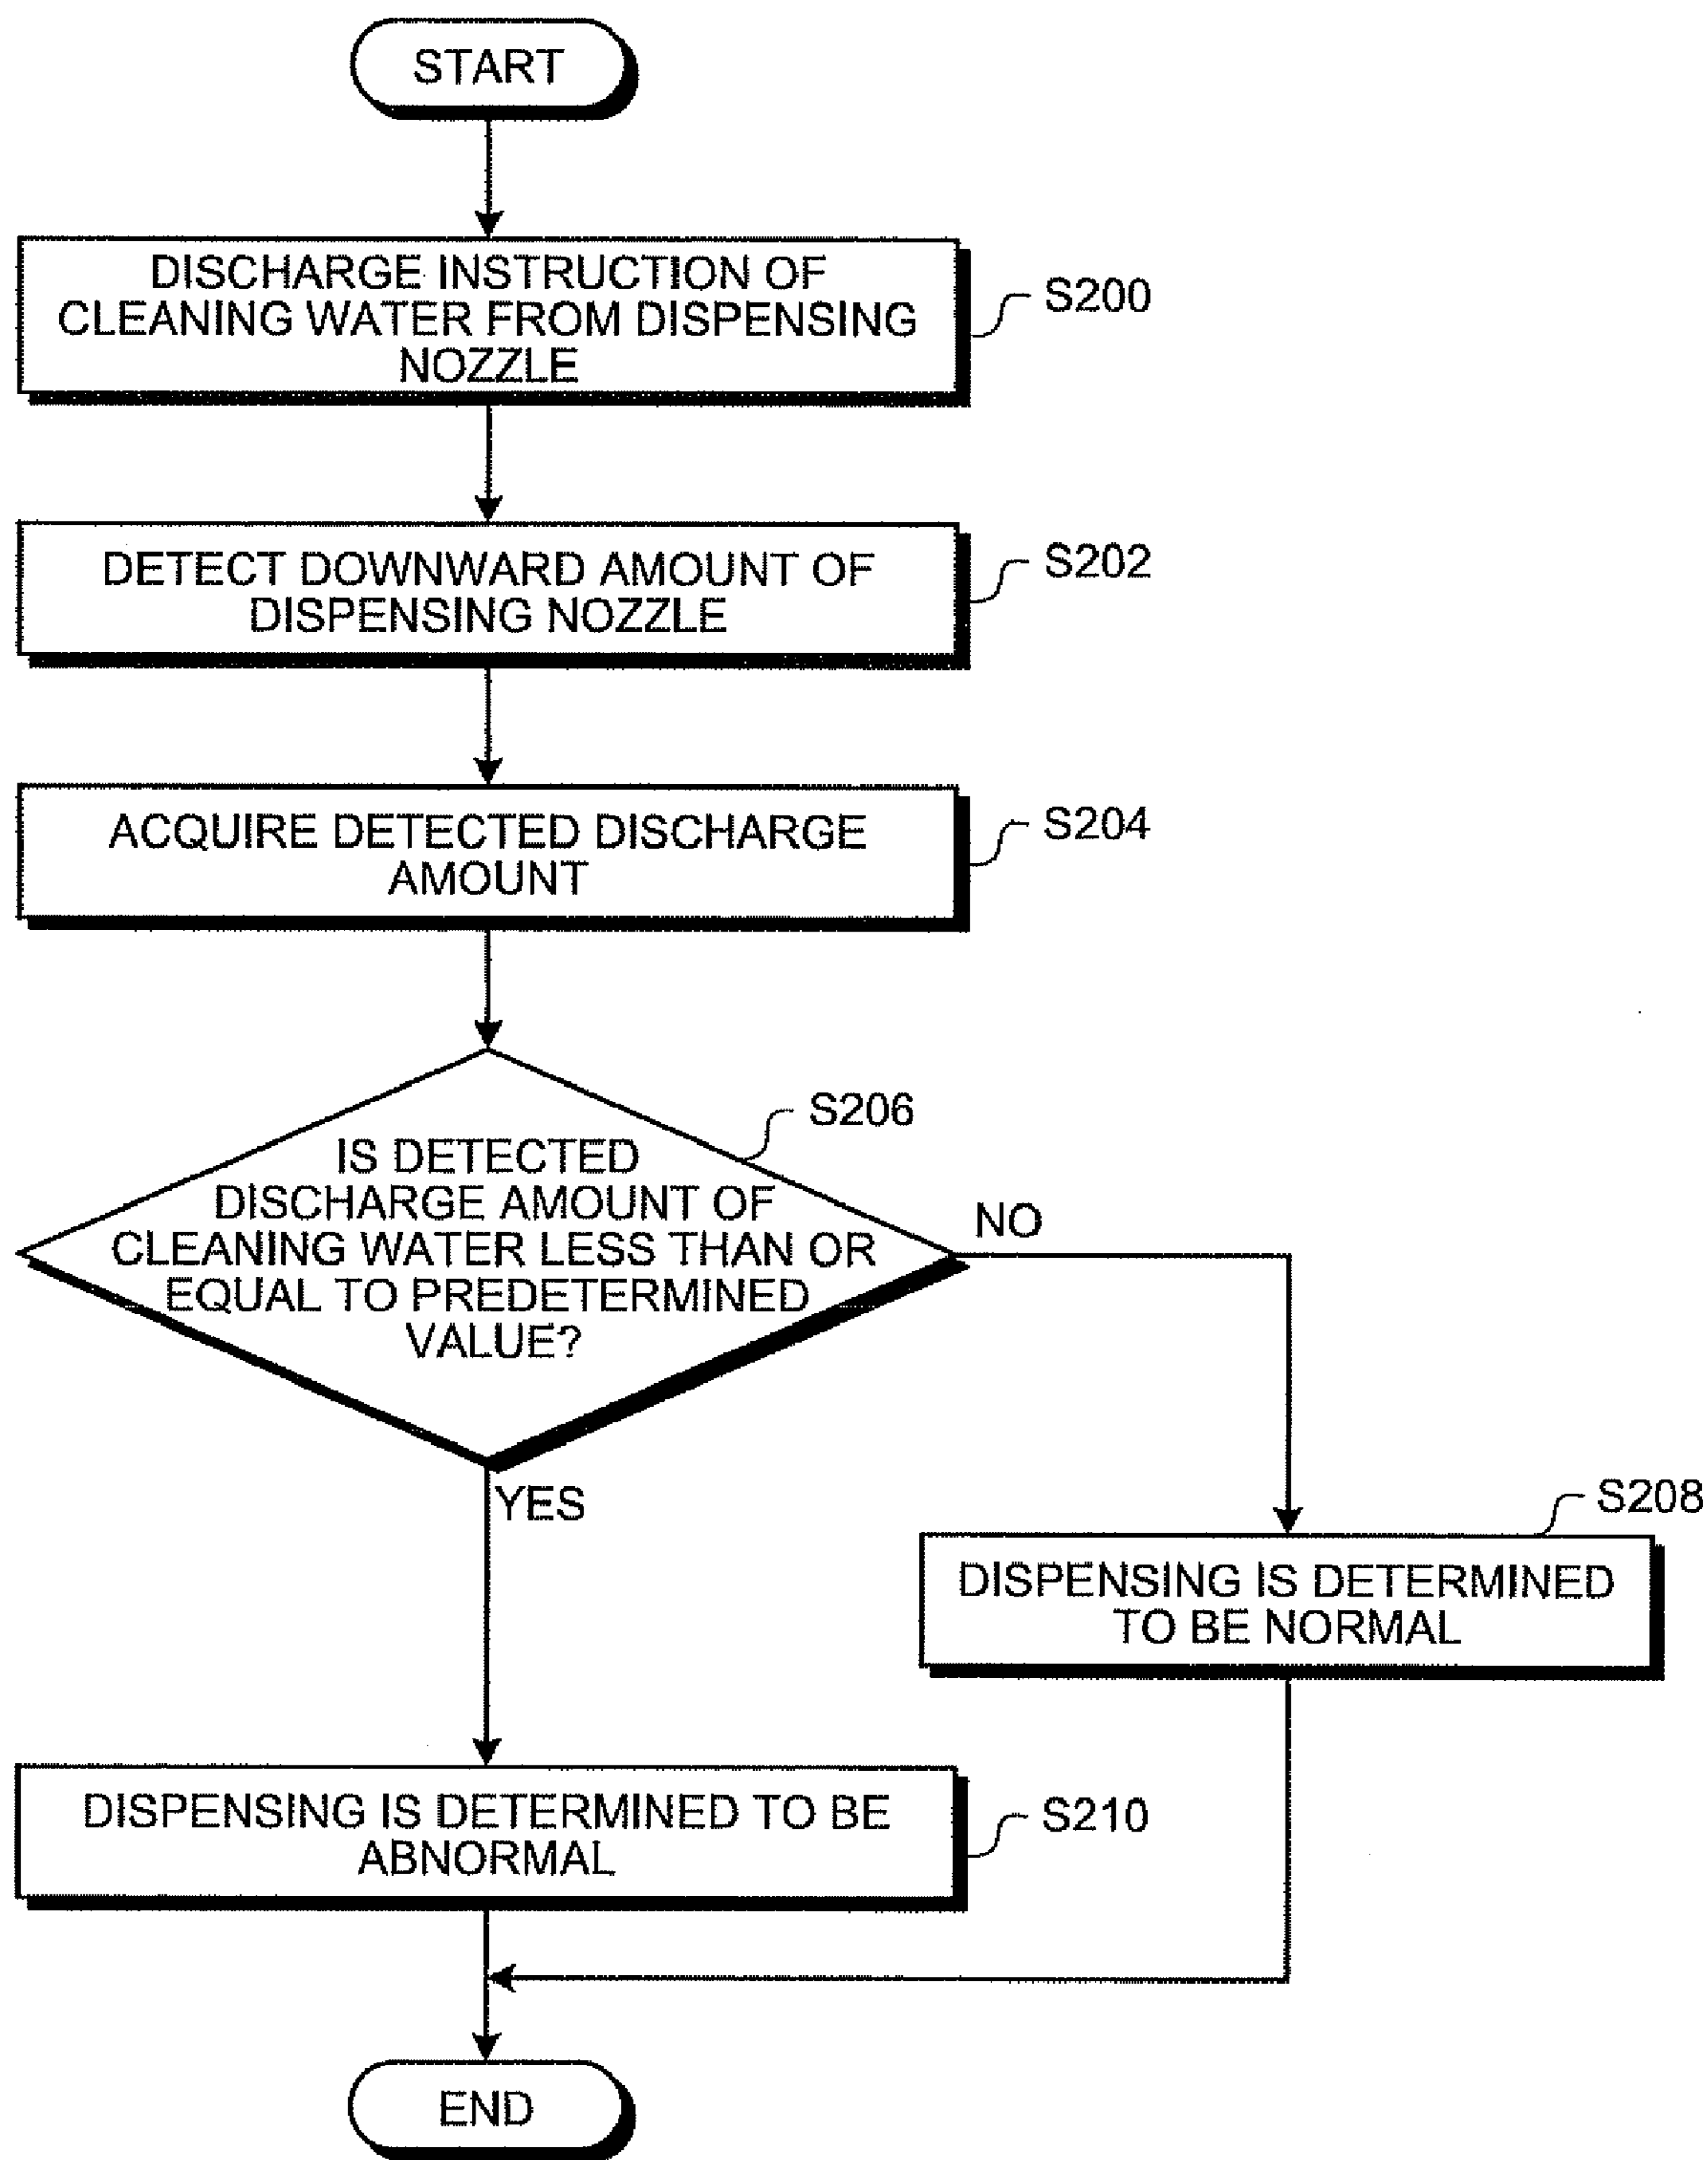 START
DISCHARGE INSTRUCTION OF
CLEANING WATER FROM DISPENSING
NOZZLE
S200
DETECT DOWNWARD AMOUNT OF
DISPENSING NOZZLE
S202
ACQUIRE DETECTED DISCHARGE
AMOUNT
S204
S206
IS DETECTED
DISCHARGE AMOUNT OF
CLEANING WATER LESS THAN OR
EQUAL TO PREDETERMINED
VALUE?
NO
YES
S208
DISPENSING IS DETERMINED
TO BE NORMAL
DISPENSING IS DETERMINED TO BE
ABNORMAL
S210
END